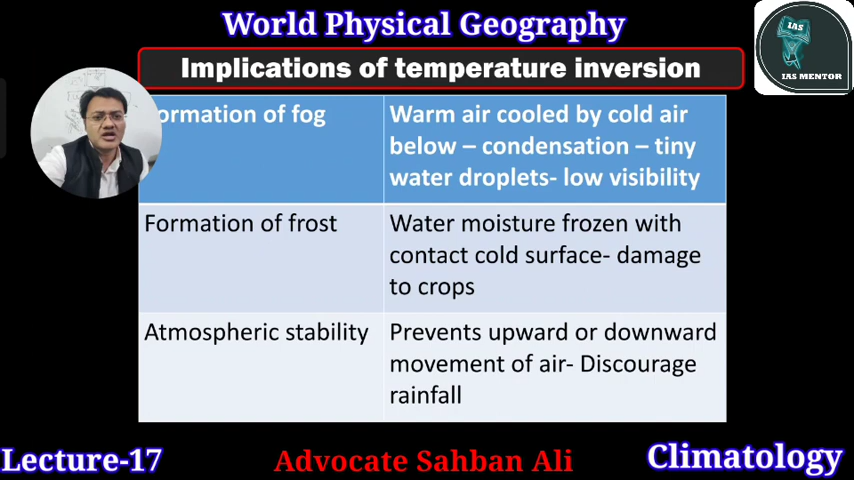 World Physical Geography
IAS
IAS MENTOR
Implications of temperature inversion
ormation of fog
Warm air cooled by cold air
below – condensation – tiny
water droplets- low visibility
Formation of frost
Water moisture frozen with
contact cold surface- damage
to crops
Atmospheric stability
Prevents upward or downward
movement of air- Discourage
rainfall
Lecture-17
Advocate Sahban Ali
Climatology